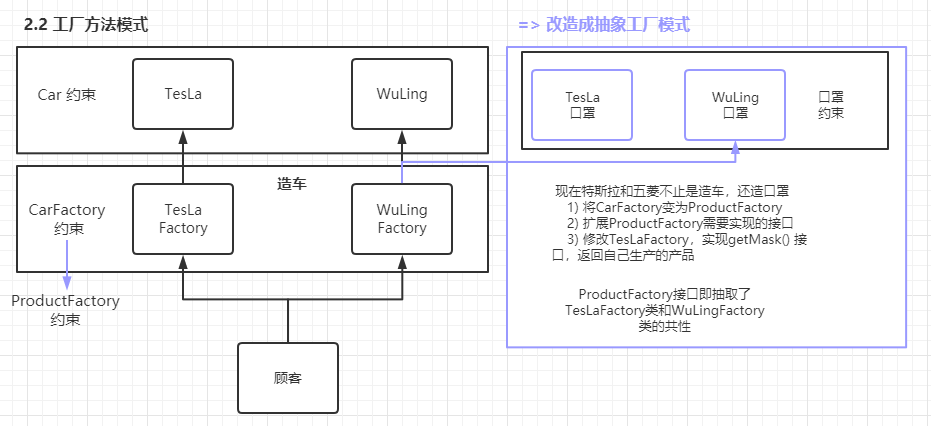 2.2 工厂方法模式
=> 改造成抽象工厂模式
Car 约束
TesLa
WuLing
TesLa
口罩
WuLing
口罩
口罩
约束
造车
CarFactory
约束
TesLa
Factory
WuLing
Factory
ProductFactory
约束
顾客
现在特斯拉和五菱不止是造车，还造口罩
1) 将CarFactory变为ProductFactory
2) 扩展ProductFactory需要实现的接口
3) 修改TesLaFactory，实现getMask() 接
口，返回自己生产的产品
ProductFactory接口即抽取了
TesLaFactory类和WuLingFactory
类的共性